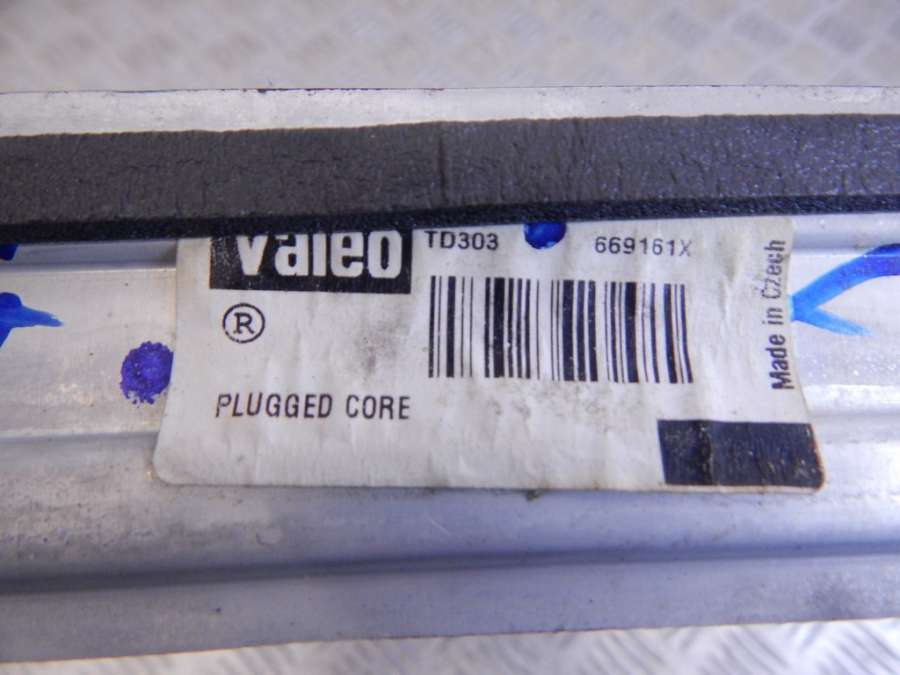 Valeo TD303 669161X
®
PLUGGED CORE
Made in Czech